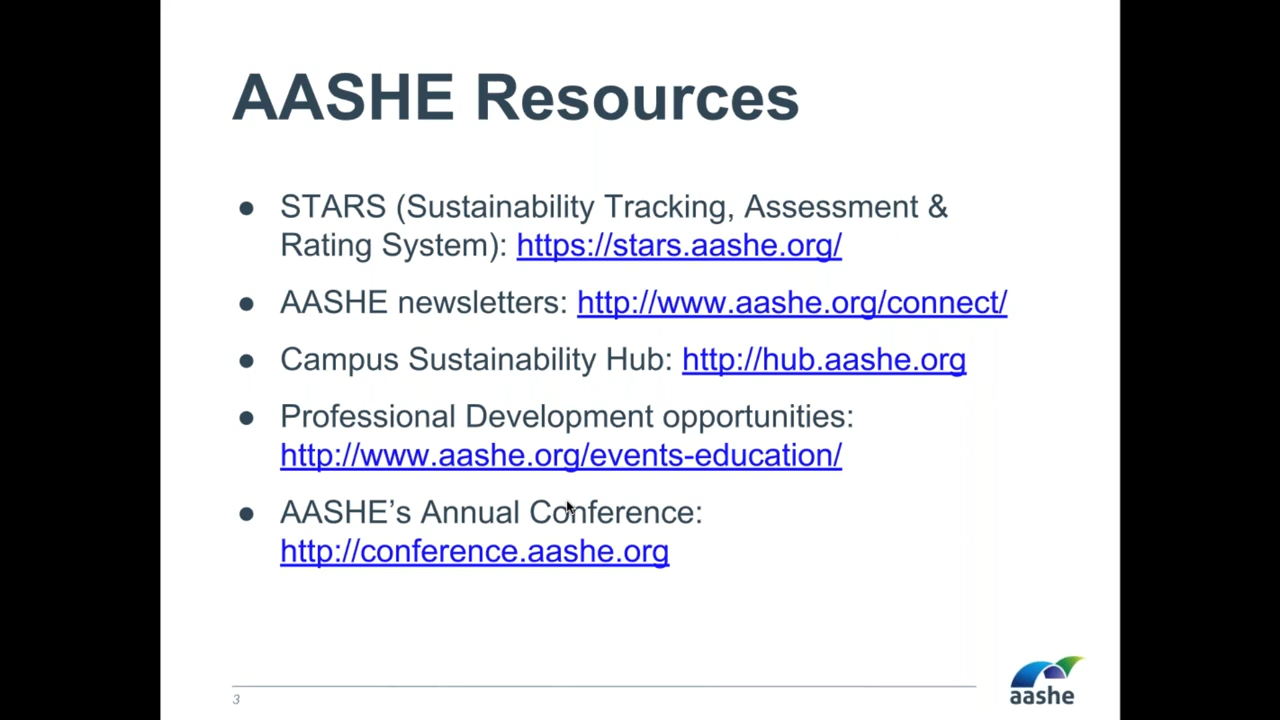 AASHE Resources
● STARS (Sustainability Tracking, Assessment &
Rating System): https://stars.aashe.org/
● AASHE newsletters: http://www.aashe.org/connect/
● Campus Sustainability Hub: http://hub.aashe.org
● Professional Development opportunities:
http://www.aashe.org/events-education/
● AASHE’s Annual Conference:
http://conference.aashe.org
3
aashe